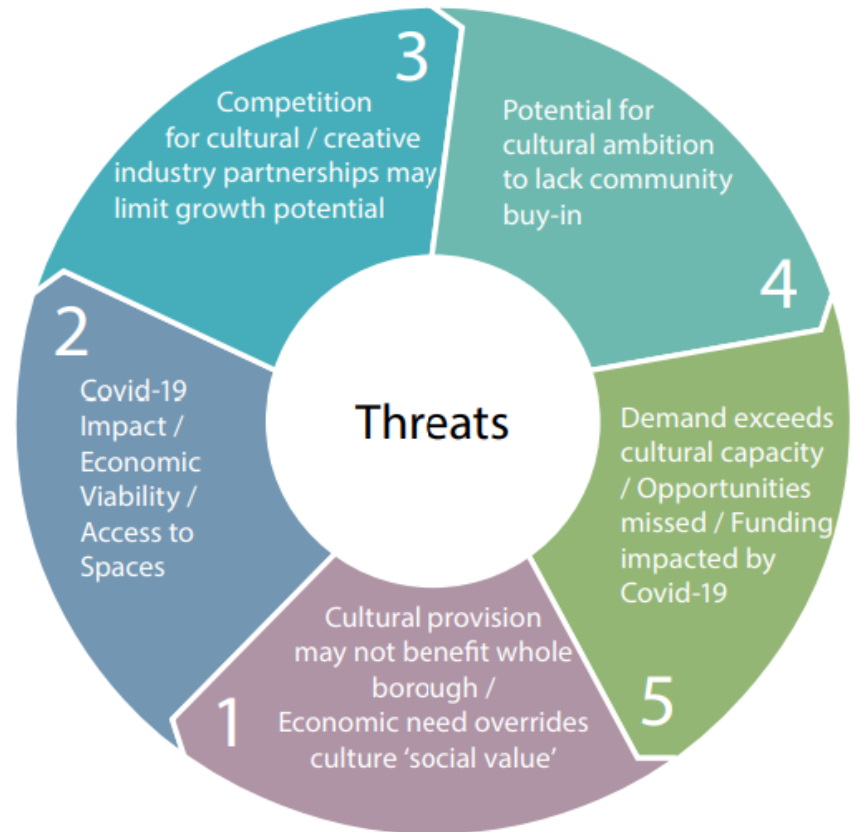 Threats
1
Cultural provision
may not benefit whole
borough /
Economic need overrides
culture ‘social value’
2
Covid-19
Impact /
Economic
Viability /
Access to
Spaces
3
Competition
for cultural / creative
industry partnerships may
limit growth potential
4
Potential for
cultural ambition
to lack community
buy-in
5
Demand exceeds
cultural capacity
/ Opportunities
missed / Funding
impacted by
Covid-19